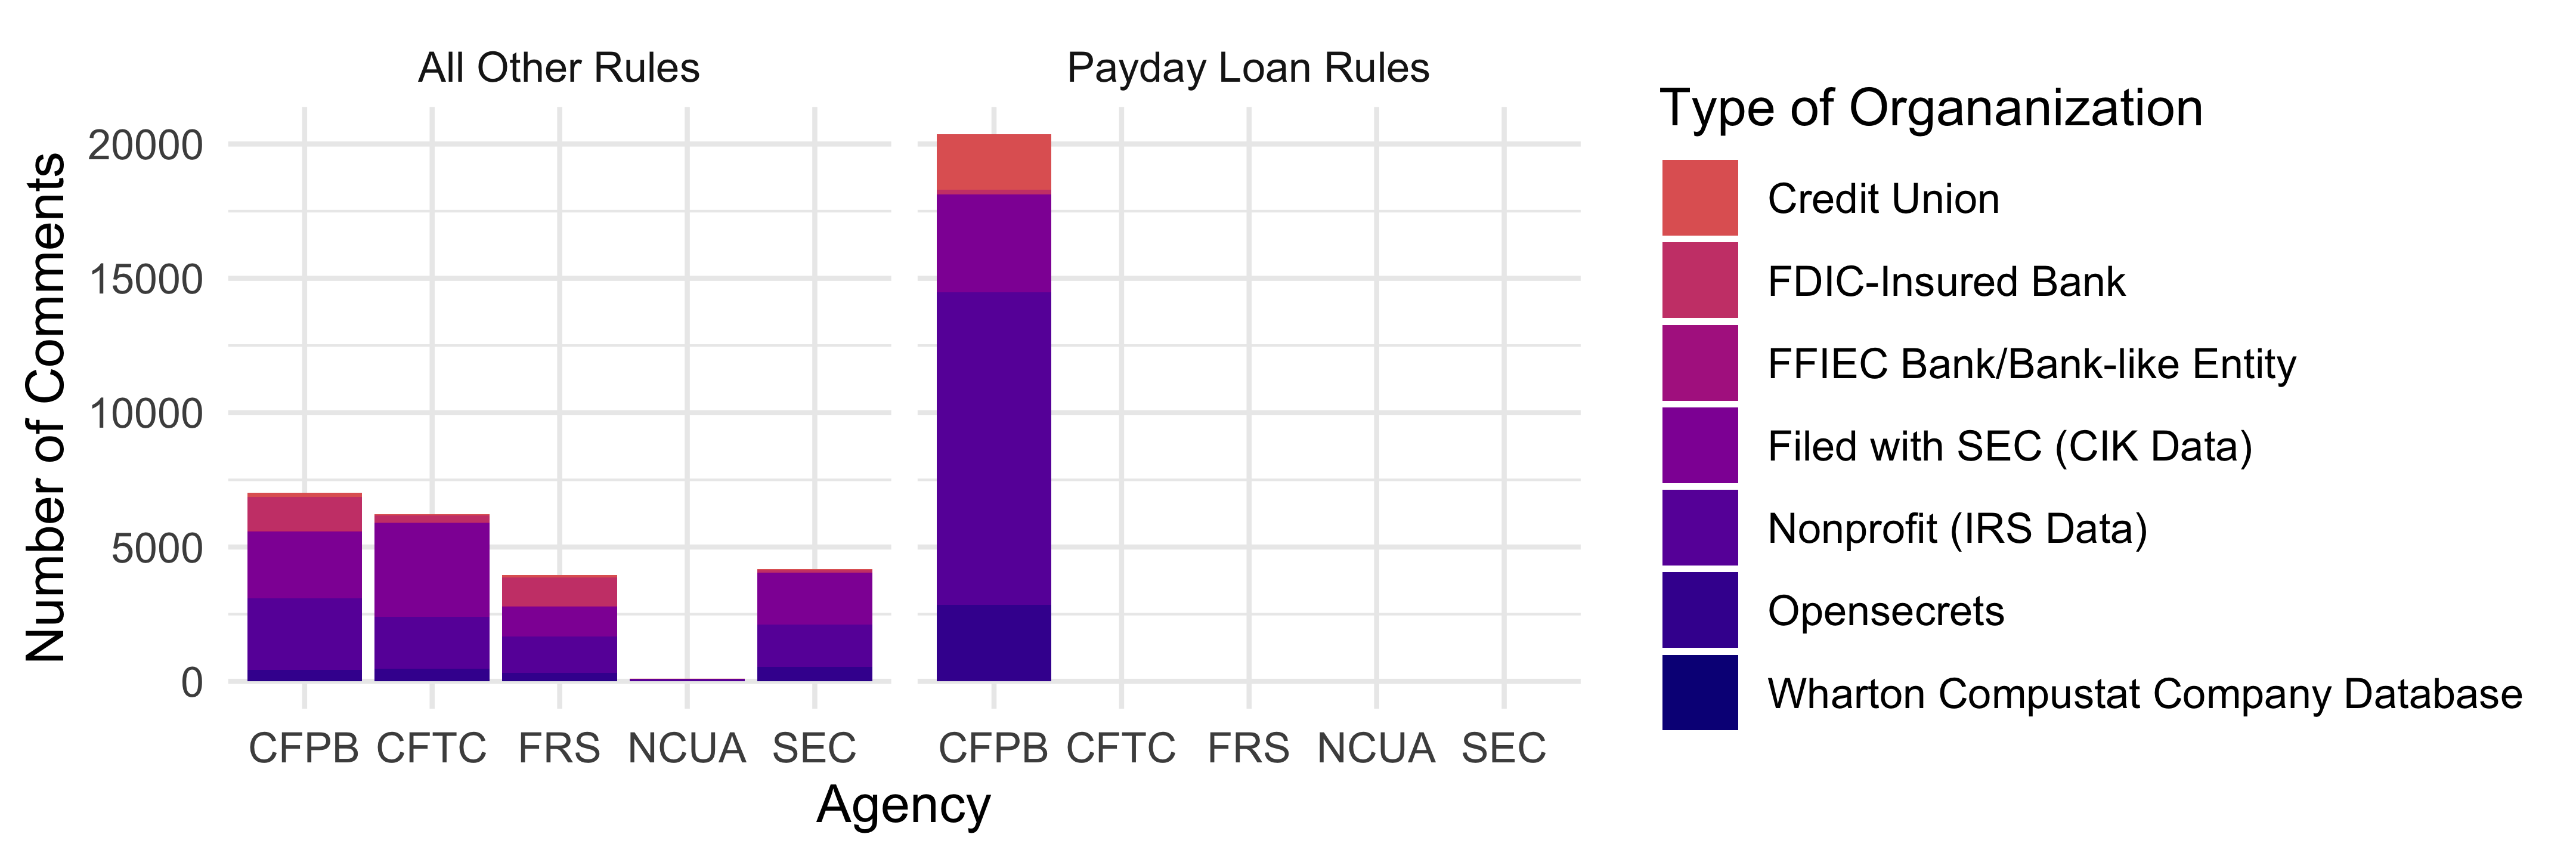 All Other Rules
Payday Loan Rules
Number of Comments
20000
15000
10000
5000
0
CFPB CFTC FRS NCUA SEC
CFPB CFTC FRS NCUA SEC
Agency
Type of Organanization
Credit Union
FDIC-Insured Bank
FFIEC Bank/Bank-like Entity
Filed with SEC (CIK Data)
Nonprofit (IRS Data)
Opensecrets
Wharton Compustat Company Database